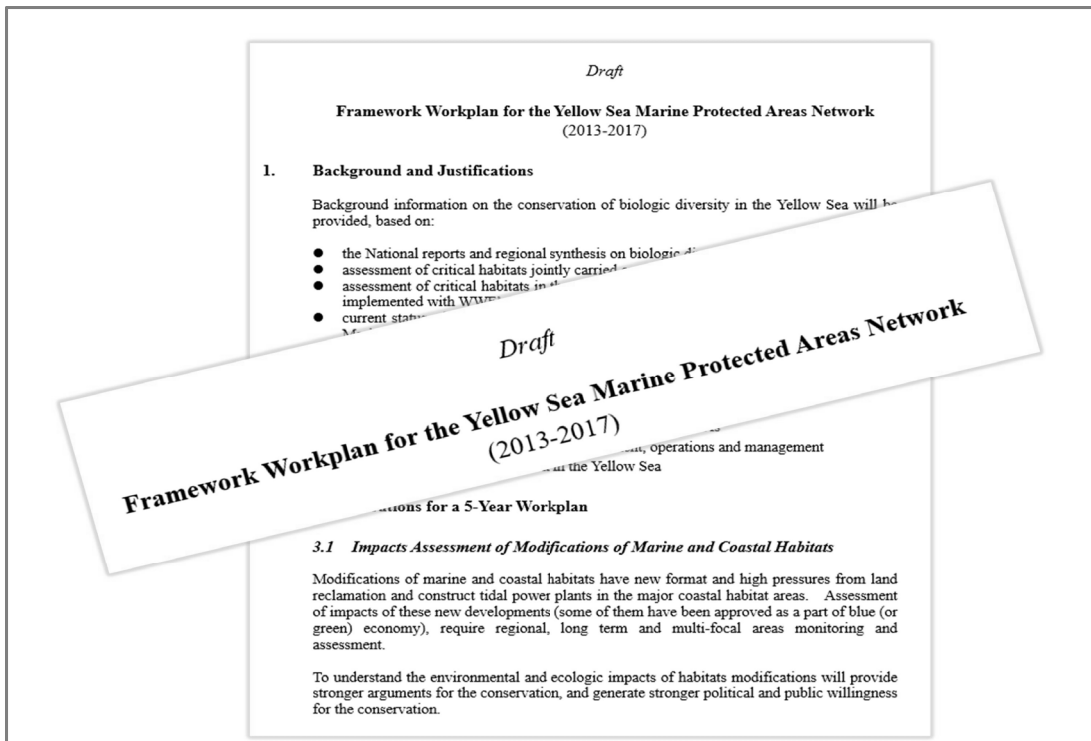 Draft
Framework Workplan for the Yellow Sea Marine Protected Areas Network
(2013-2017)
1. Background and Justifications
Background information on the conservation of biologic diversity in the Yellow Sea will be
provided, based on:
● the National reports and regional synthesis on biologic
● assessment of critical habitats jointly carried
● assessment of critical habitats in
implemented with
● current
Draft
Framework Workplan for the Yellow Sea Marine Protected Areas Network
(2013-2017)
operations and management
in the Yellow Sea
for a 5-Year Workplan
3.1 Impacts Assessment of Modifications of Marine and Coastal Habitats
Modifications of marine and coastal habitats have new format and high pressures from land
reclamation and construct tidal power plants in the major coastal habitat areas. Assessment
of impacts of these new developments (some of them have been approved as a part of blue (or
green) economy), require regional, long term and multi-focal areas monitoring and
assessment.
To understand the environmental and ecologic impacts of habitats modifications will provide
stronger arguments for the conservation, and generate stronger political and public willingness
for the conservation.